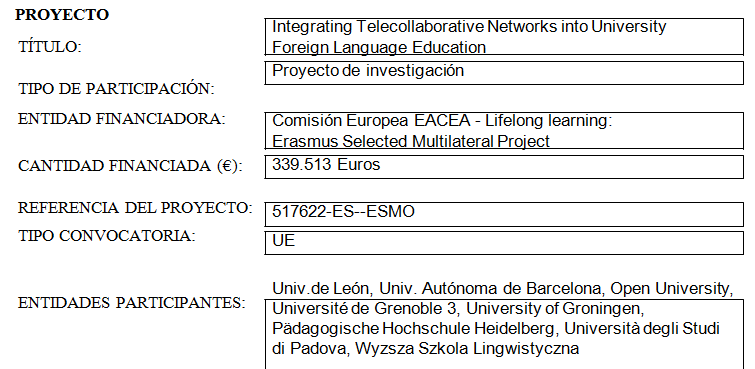 PROYECTO
TÍTULO:
Integrating Telecollaborative Networks into University
Foreign Language Education
TIPO DE PARTICIPACIÓN:
Proyecto de investigación
ENTIDAD FINANCIADORA:
Comisión Europea EACEA - Lifelong learning:
Erasmus Selected Multilateral Project
CANTIDAD FINANCIADA (€):
339.513 Euros
REFERENCIA DEL PROYECTO:
517622-ES--ESMO
TIPO CONVOCATORIA:
UE
ENTIDADES PARTICIPANTES:
Univ.de León, Univ. Autónoma de Barcelona, Open University,
Université de Grenoble 3, University of Groningen,
Pädagogische Hochschule Heidelberg, Università degli Studi
di Padova, Wyzsza Szkola Lingwistyczna